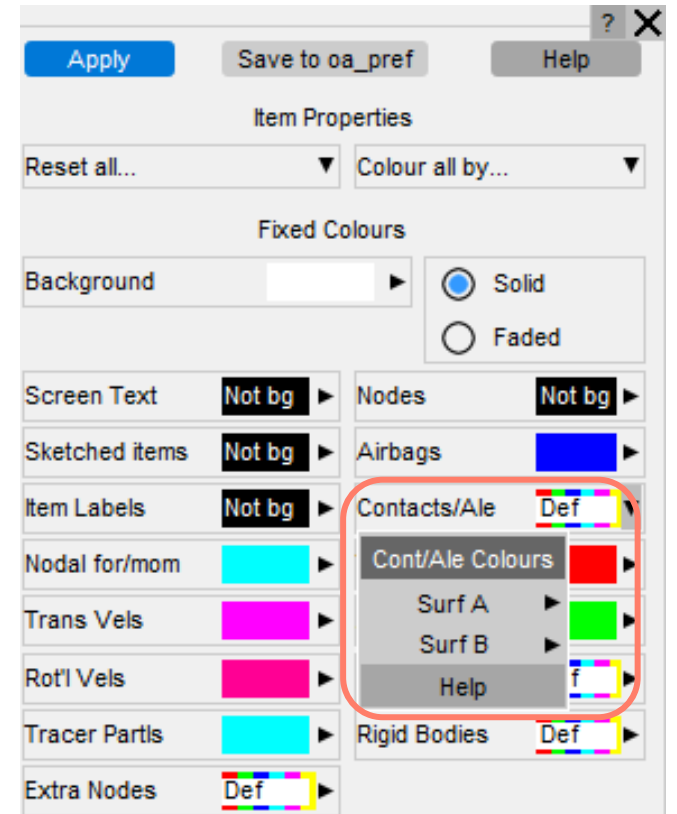 ?
Apply Save to oa_pref Help
Item Properties
Reset all... Colour all by...
Fixed Colours
Background
Solid
Faded
Screen Text Not bg Nodes Not bg
Sketched items Not bg Airbags
Item Labels Not bg Contacts/Ale Def
Nodal for/mom Cont/Ale Colours
Trans Vels Surf A
Surf B
Rot'l Vels Help f
Tracer Partls Rigid Bodies Def
Extra Nodes Def